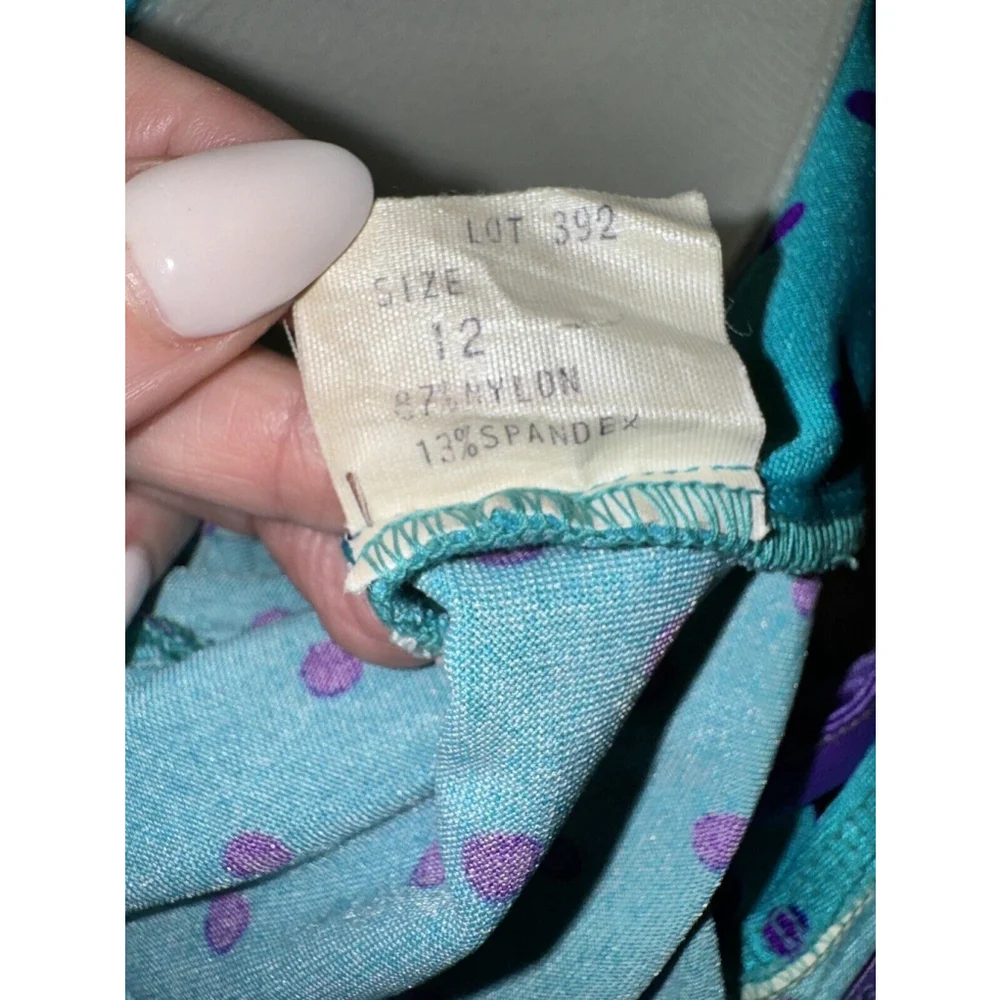 LOT 392
SIZE
12
87% NYLON
13% SPANDEX